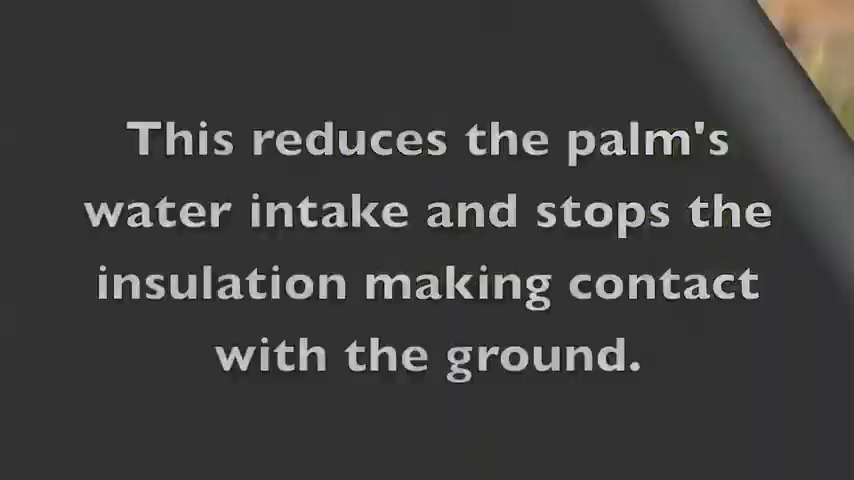 This reduces the palm's
water intake and stops the
insulation making contact
with the ground.